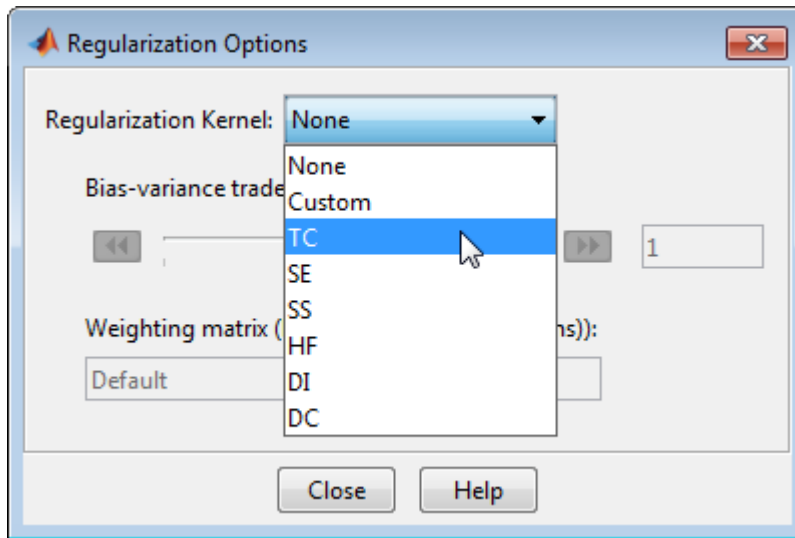 Regularization Options
Regularization Kernel: None
None
Bias-variance trade
Custom
TC
1
SE
SS
Weighting matrix ( ns)):
HF
Default
DI
DC
Close Help